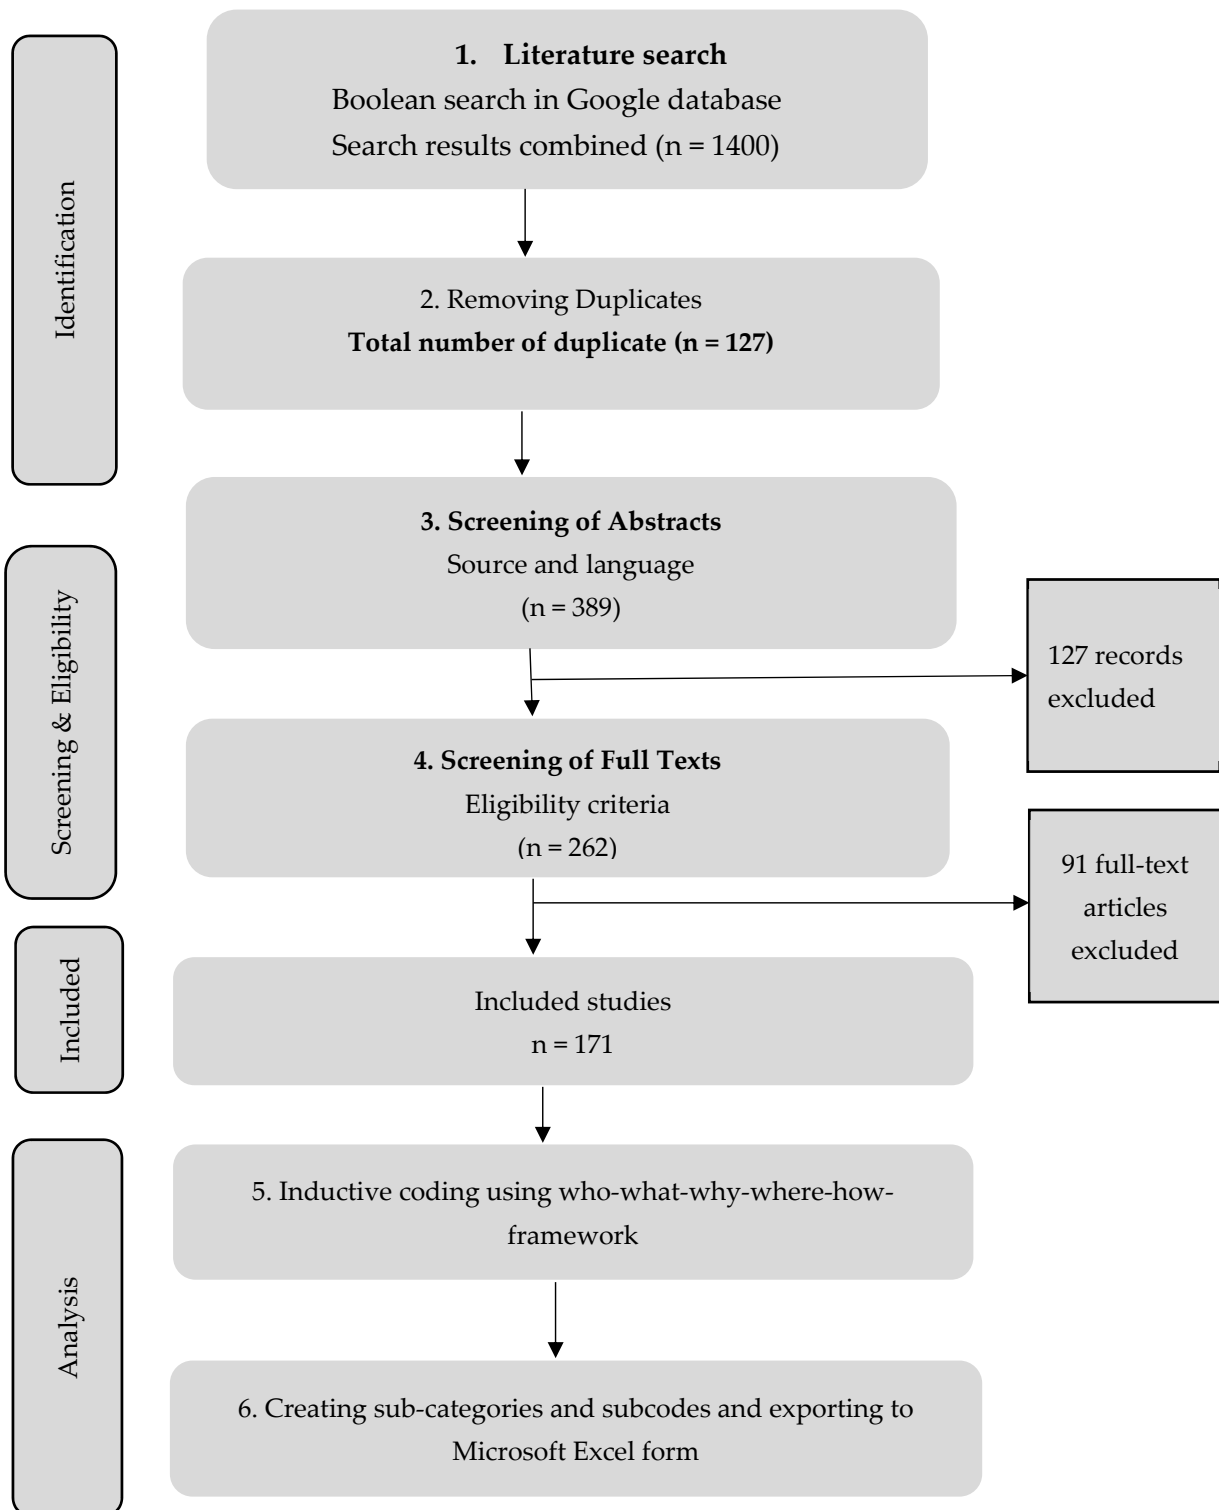 Identification
1. Literature search
Boolean search in Google database
Search results combined (n = 1400)
2. Removing Duplicates
Total number of duplicate (n = 127)
Screening & Eligibility
3. Screening of Abstracts
Source and language
(n = 389)
127 records
excluded
4. Screening of Full Texts
Eligibility criteria
(n = 262)
91 full-text
articles
excluded
Included
Included studies
n = 171
Analysis
5. Inductive coding using who-what-why-where-how-
framework
6. Creating sub-categories and subcodes and exporting to
Microsoft Excel form